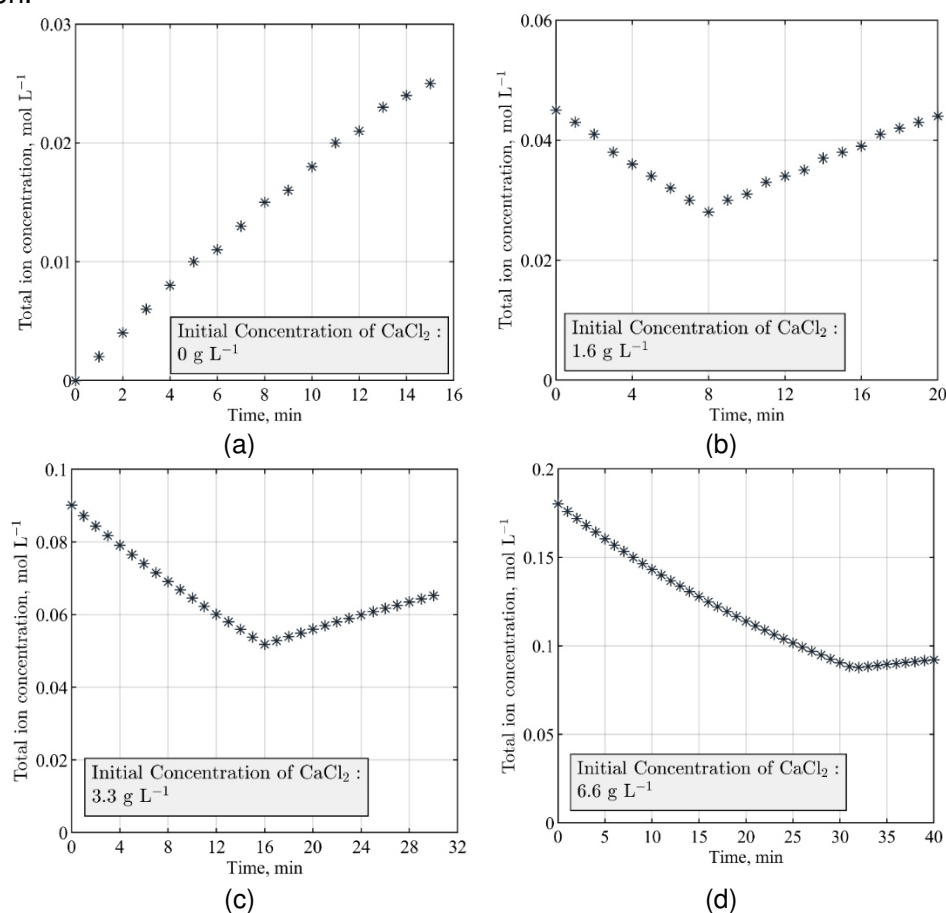 on.
0.03
0.02
0.01
0
Total ion concentration, mol L⁻¹
Initial Concentration of CaCl₂ :
0 g L⁻¹
0 2 4 6 8 10 12 14 16
Time, min
(a)
0.06
0.04
0.02
0
Total ion concentration, mol L⁻¹
Initial Concentration of CaCl₂ :
1.6 g L⁻¹
0 4 8 12 16 20
Time, min
(b)
0.1
0.08
0.06
0.04
0.02
0
Total ion concentration, mol L⁻¹
Initial Concentration of CaCl₂ :
3.3 g L⁻¹
0 4 8 12 16 20 24 28 32
Time, min
(c)
0.2
0.15
0.1
0.05
0
Total ion concentration, mol L⁻¹
Initial Concentration of CaCl₂ :
6.6 g L⁻¹
0 5 10 15 20 25 30 35 40
Time, min
(d)